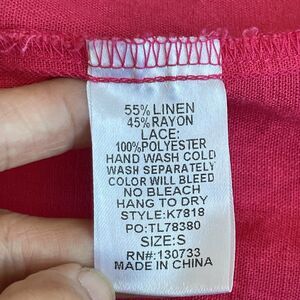 55% LINEN
45% RAYON
LACE:
100%POLYESTER
HAND WASH COLD
WASH SEPARATELY
COLOR WILL BLEED
NO BLEACH
HANG TO DRY
STYLE:K7818
PO:TL78380
SIZE:S
RN#:130733
MADE IN CHINA